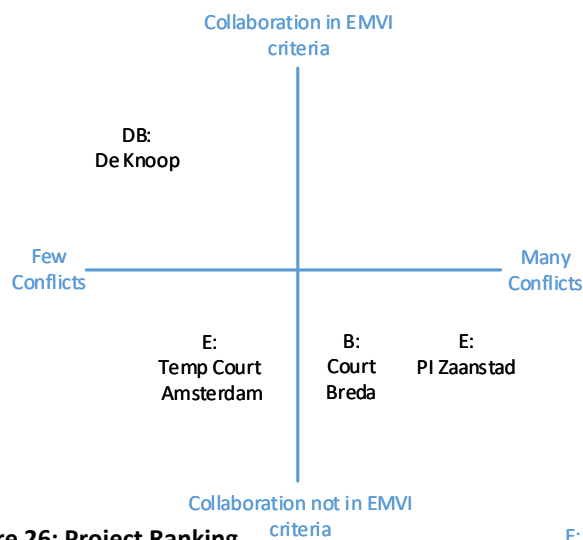 Collaboration in EMVI
criteria
DB:
De Knoop
Few
Conflicts
Many
Conflicts
E:
Temp Court
Amsterdam
B:
Court
Breda
E:
PI Zaanstad
Collaboration not in EMVI
criteria
re 26: Project Ranking
E: